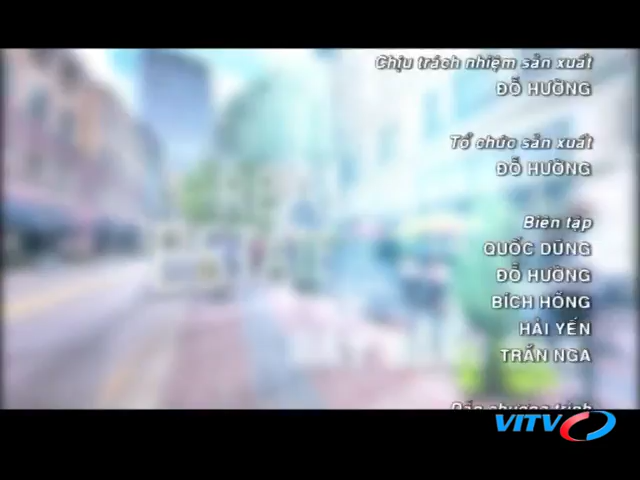 Chịu trách nhiệm sản xuất
ĐỖ HƯỜNG
Tổ chức sản xuất
ĐỖ HƯỜNG
Biên tập
QUỐC DŨNG
ĐỖ HƯỜNG
BÍCH HỒNG
HẢI YẾN
TRẦN NGA
VITV